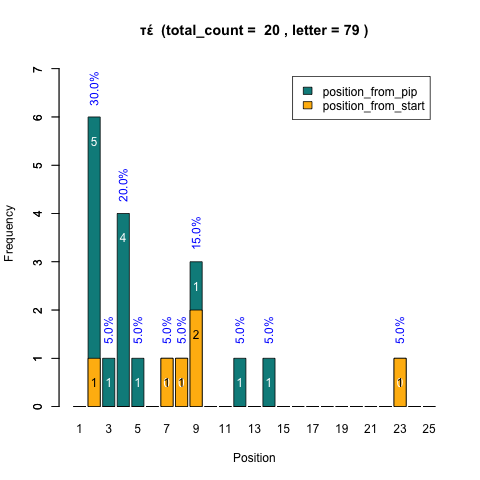 τέ (total_count = 20 , letter = 79 )
position_from_pip
position_from_start
Frequency
0 1 2 3 4 5 6 7
30.0% 5.0% 20.0% 5.0% 5.0% 5.0% 15.0% 5.0% 5.0% 5.0%
5 1 1 4 1 1 1 1 2 1 1 1
1 3 5 7 9 11 13 15 17 19 21 23 25
Position